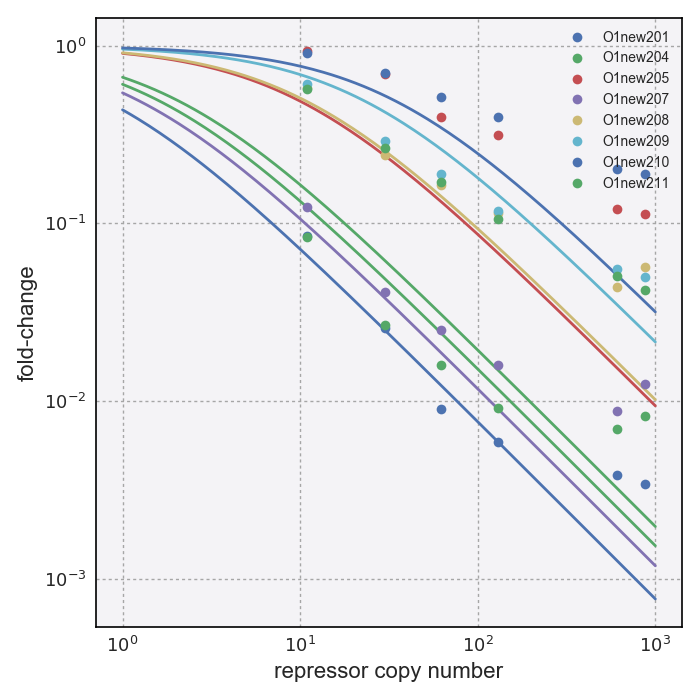 10⁰
10⁻¹
10⁻²
10⁻³
fold-change
O1new201
O1new204
O1new205
O1new207
O1new208
O1new209
O1new210
O1new211
10⁰ 10¹ 10² 10³
repressor copy number